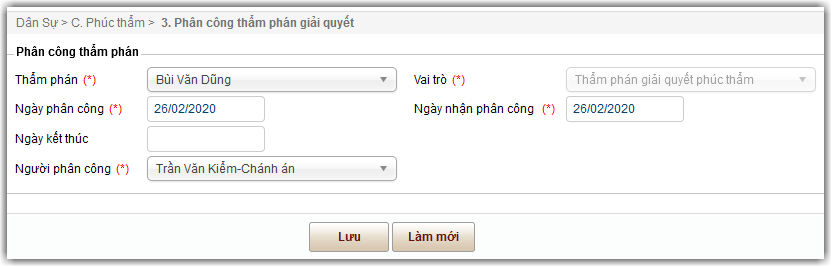 Dân Sự > C. Phúc thẩm > 3. Phân công thẩm phán giải quyết
Phân công thẩm phán
Thẩm phán (*) Bùi Văn Dũng Vai trò (*) Thẩm phán giải quyết phúc thẩm
Ngày phân công (*) 26/02/2020 Ngày nhận phân công (*) 26/02/2020
Ngày kết thúc
Người phân công (*) Trần Văn Kiểm-Chánh án
Lưu Làm mới